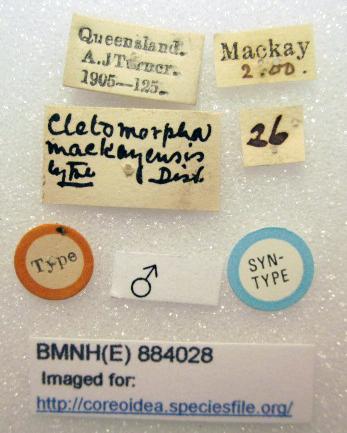 Queensland.
A.J Turner.
1905—125.
Mackay
2.00.
Cletomorpha
mackayensis
type Dist
26
Type
♂
SYN-
TYPE
BMNH(E) 884028
Imaged for:
http://coreoidea.speciesfile.org/